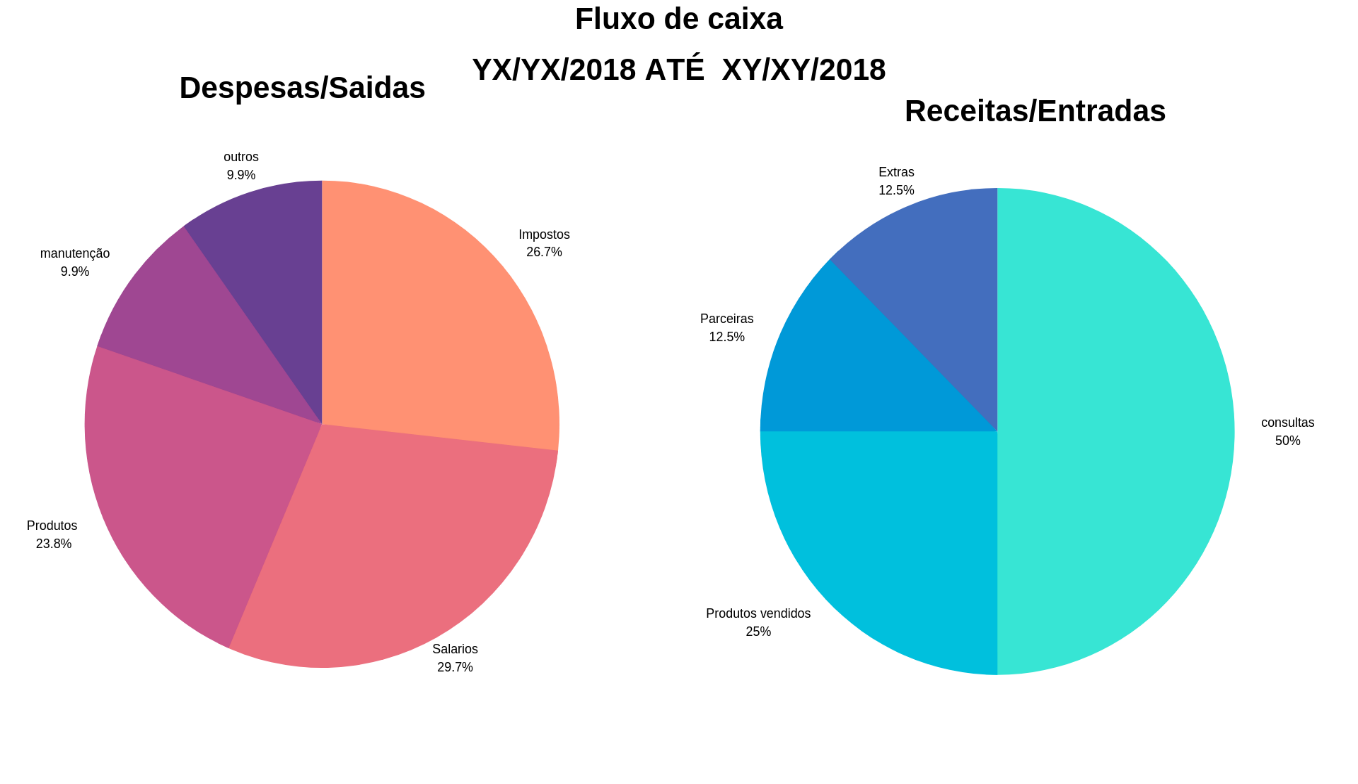 Fluxo de caixa
YX/YX/2018 ATÉ  XY/XY/2018
Despesas/Saidas
outros
9.9%
Impostos
26.7%
manutenção
9.9%
Produtos
23.8%
Salarios
29.7%
Receitas/Entradas
Extras
12.5%
Parceiras
12.5%
consultas
50%
Produtos vendidos
25%